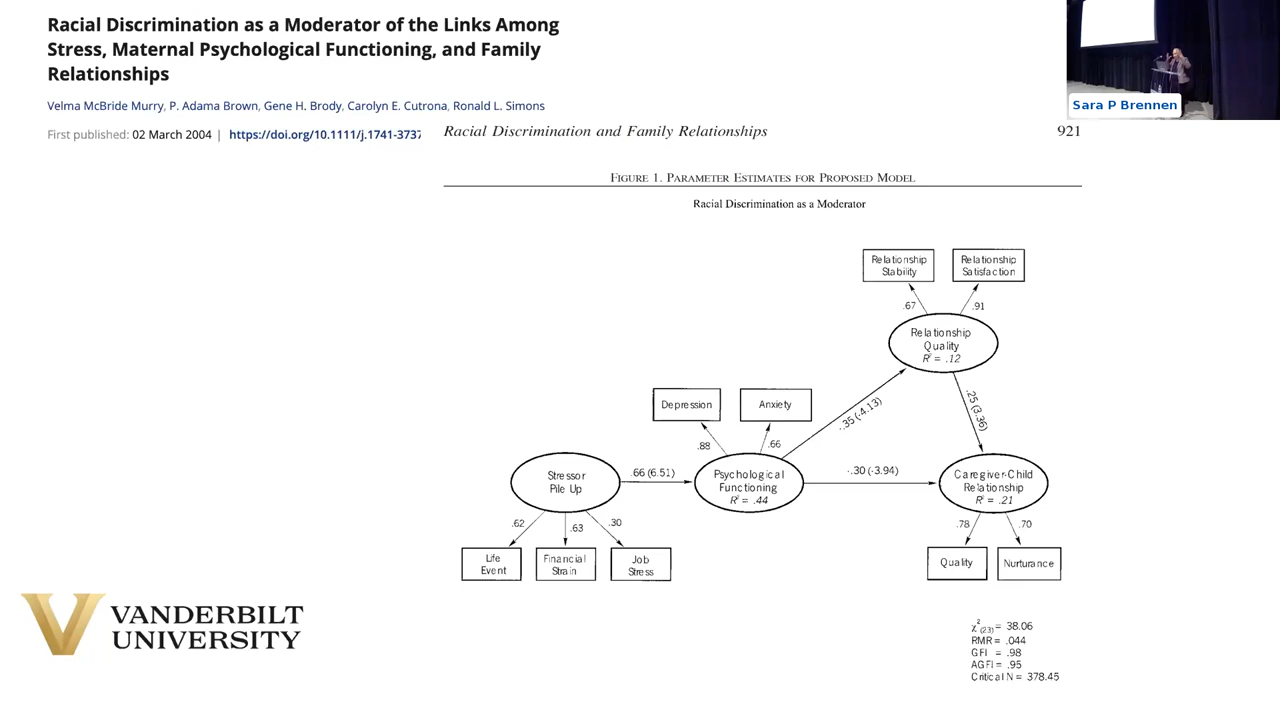 Racial Discrimination as a Moderator of the Links Among
Stress, Maternal Psychological Functioning, and Family
Relationships
Velma McBride Murry, P. Adama Brown, Gene H. Brody, Carolyn E. Cutrona, Ronald L. Simons
First published: 02 March 2004 | https://doi.org/10.1111/j.1741-3737
Sara P Brennen
Racial Discrimination and Family Relationships 921
FIGURE 1. PARAMETER ESTIMATES FOR PROPOSED MODEL
Racial Discrimination as a Moderator
Relationship
Stability
Relationship
Satisfaction
.67
.91
Relationship
Quality
R² = .12
Depression
Anxiety
.88
.66
-.35 (-4.13)
.25 (3.36)
Stressor
Pile Up
.66 (6.51)
Psychological
Functioning
R² = .44
-.30 (-3.94)
Caregiver-Child
Relationship
R² = .21
.62
.63
.30
.78
.70
Life
Event
Financial
Strain
Job
Stress
Quality
Nurturance
VANDERBILT
UNIVERSITY
χ² (23) = 38.06
RMR = .044
GFI = .98
AGFI = .95
Critical N = 378.45